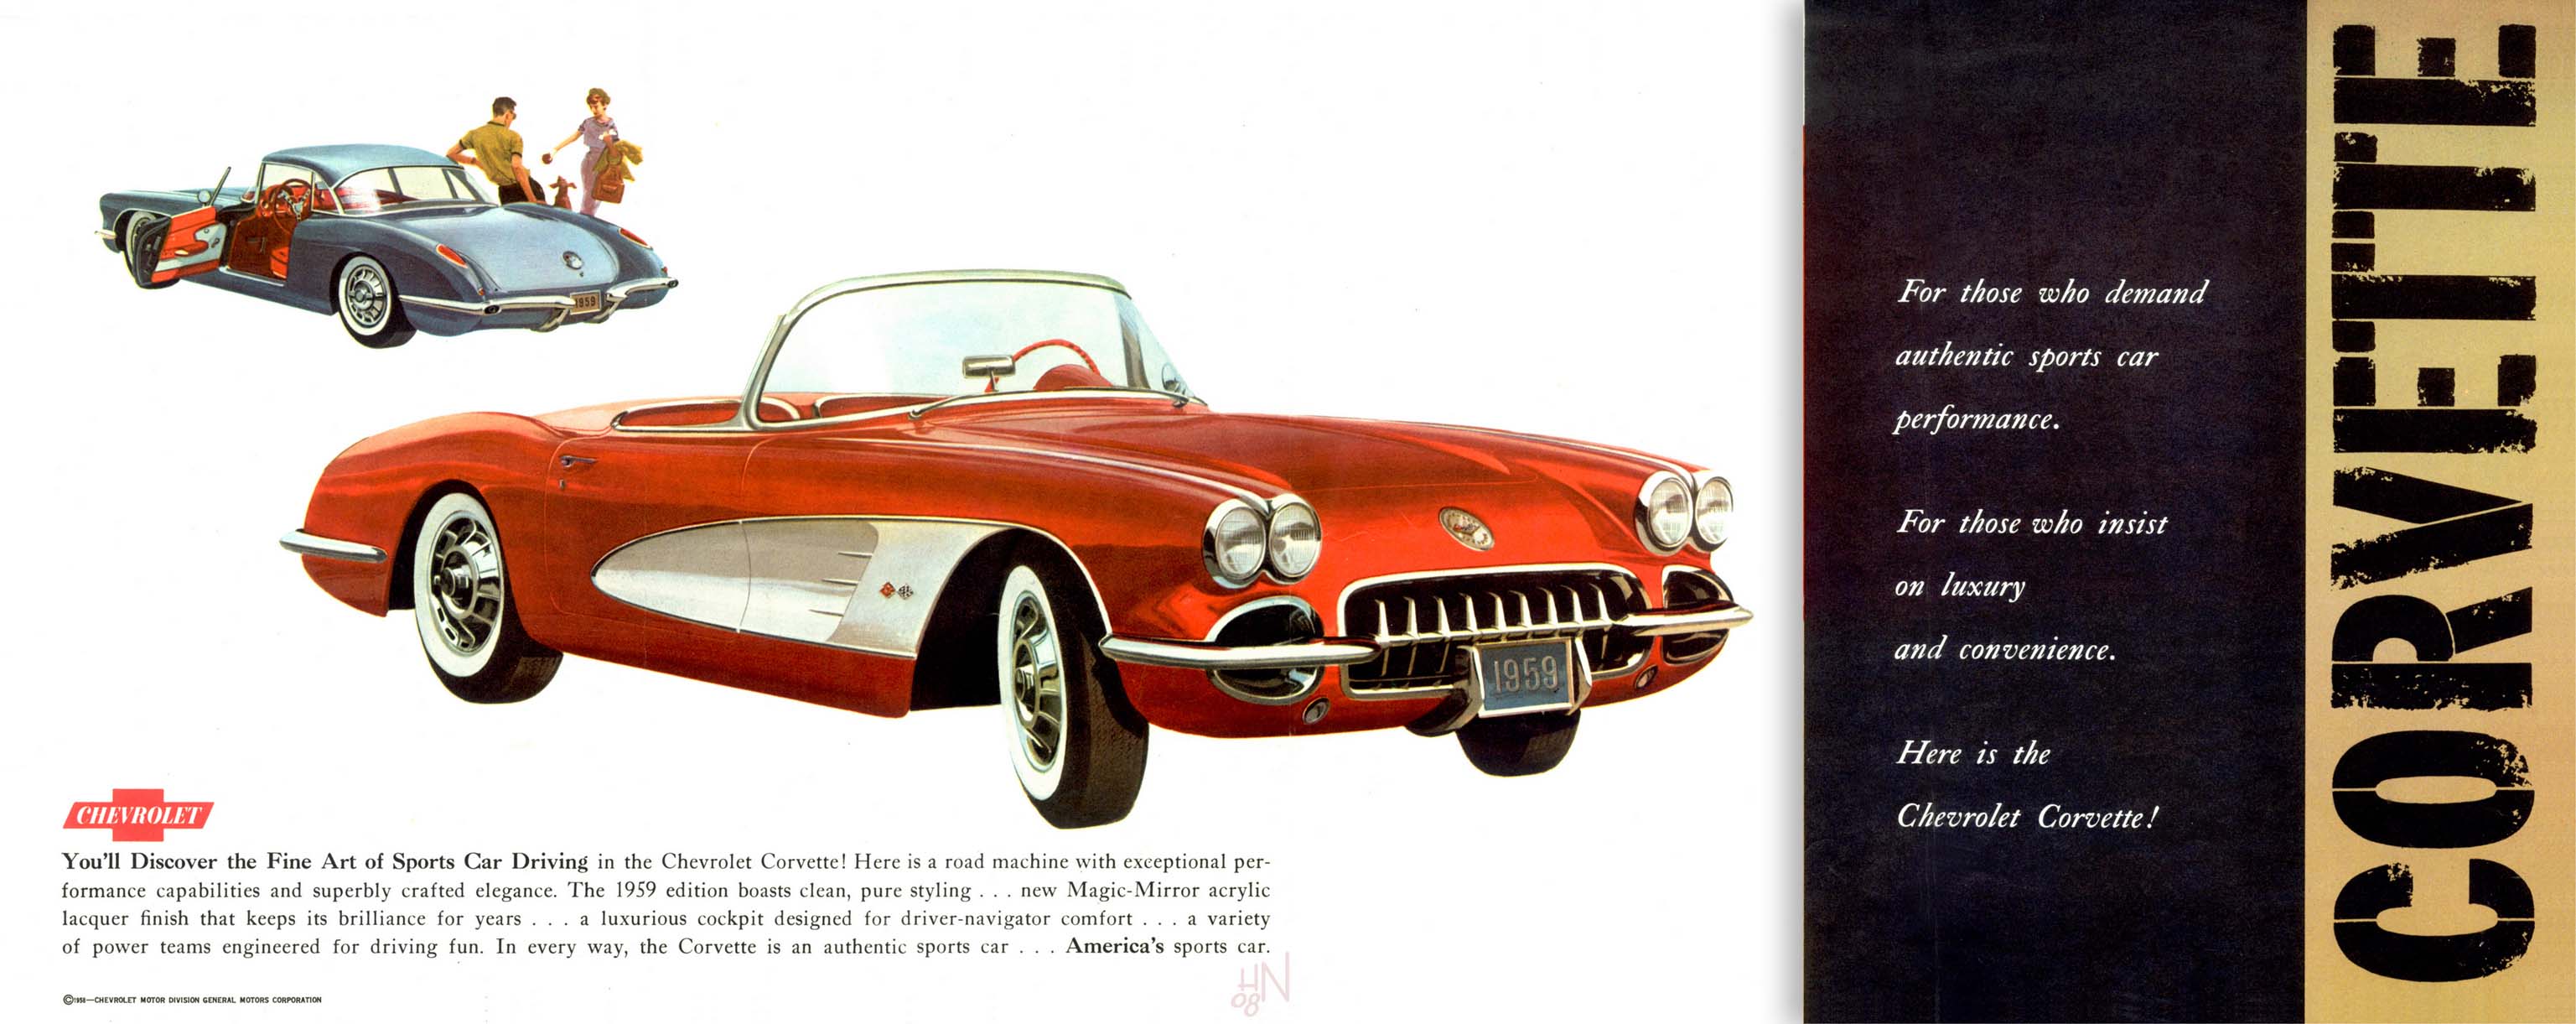 1959
1959
CHEVROLET
You'll Discover the Fine Art of Sports Car Driving in the Chevrolet Corvette! Here is a road machine with exceptional per-
formance capabilities and superbly crafted elegance. The 1959 edition boasts clean, pure styling . . . new Magic-Mirror acrylic
lacquer finish that keeps its brilliance for years . . . a luxurious cockpit designed for driver-navigator comfort . . . a variety
of power teams engineered for driving fun. In every way, the Corvette is an authentic sports car . . . America's sports car.
©1958—CHEVROLET MOTOR DIVISION GENERAL MOTORS CORPORATION
HN
08
For those who demand
authentic sports car
performance.
For those who insist
on luxury
and convenience.
Here is the
Chevrolet Corvette!
CORVETTE